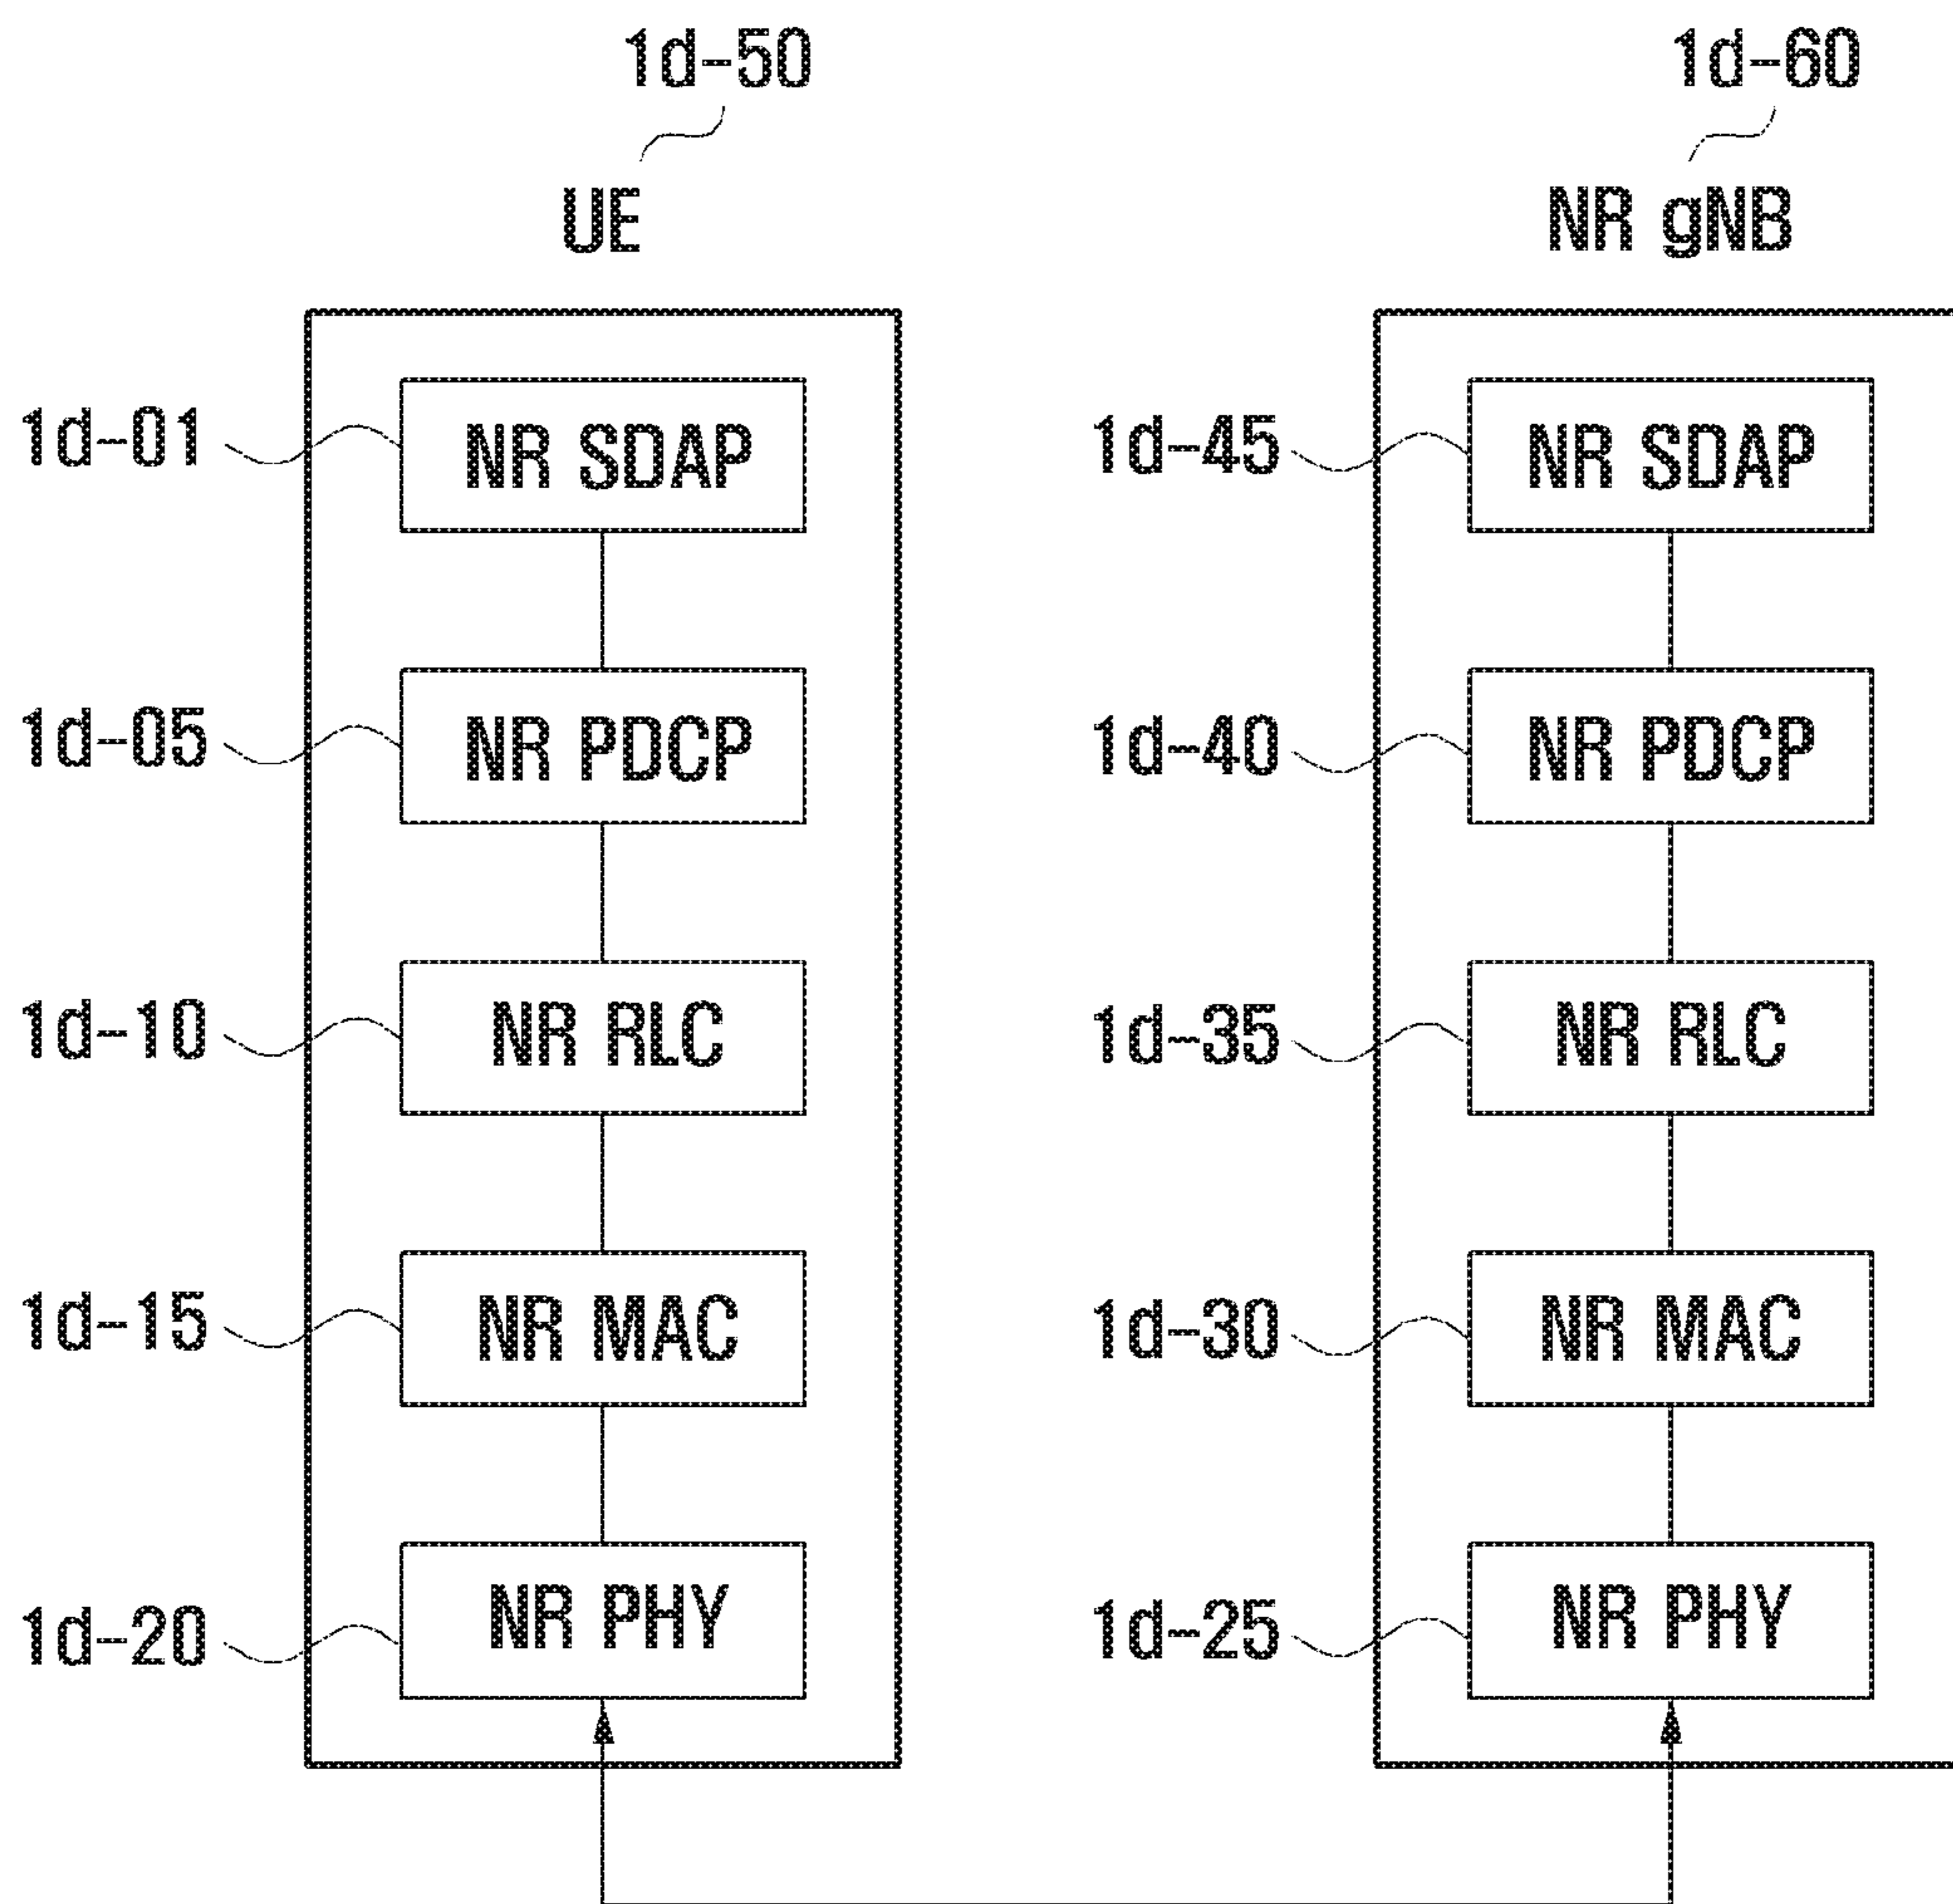 1d-50
1d-60
UE
NR gNB
1d-01
NR SDAP
1d-45
NR SDAP
1d-05
NR PDCP
1d-40
NR PDCP
1d-10
NR RLC
1d-35
NR RLC
1d-15
NR MAC
1d-30
NR MAC
1d-20
NR PHY
1d-25
NR PHY